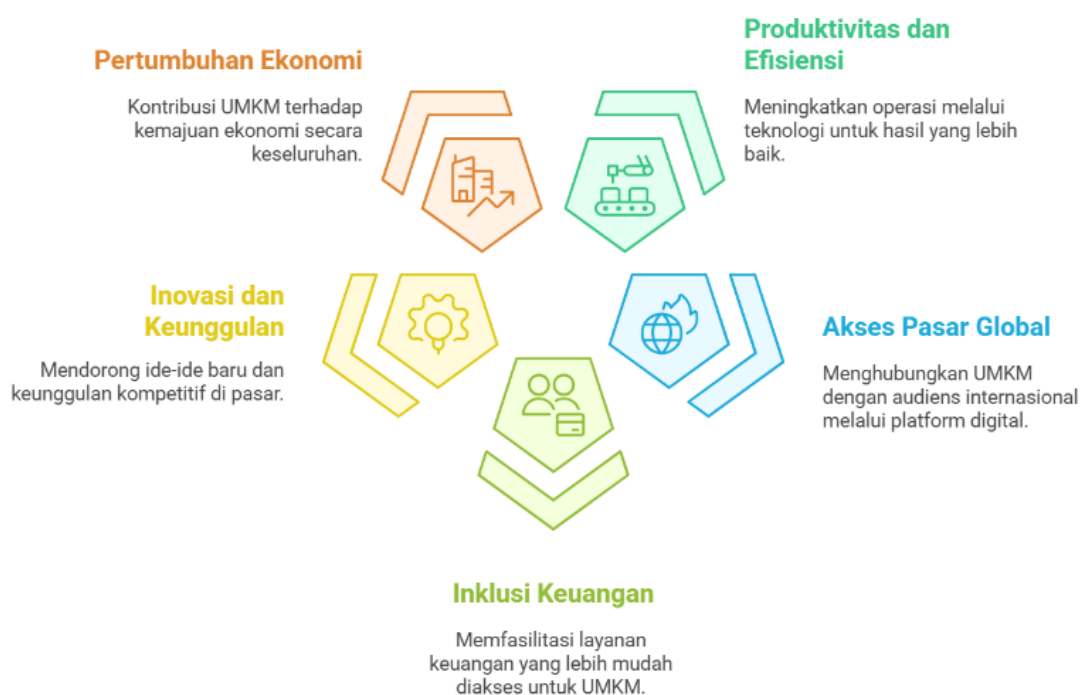 Pertumbuhan Ekonomi
Kontribusi UMKM terhadap
kemajuan ekonomi secara
keseluruhan.
Produktivitas dan
Efisiensi
Meningkatkan operasi melalui
teknologi untuk hasil yang lebih
baik.
Inovasi dan
Keunggulan
Mendorong ide-ide baru dan
keunggulan kompetitif di pasar.
Akses Pasar Global
Menghubungkan UMKM
dengan audiens internasional
melalui platform digital.
Inklusi Keuangan
Memfasilitasi layanan
keuangan yang lebih mudah
diakses untuk UMKM.